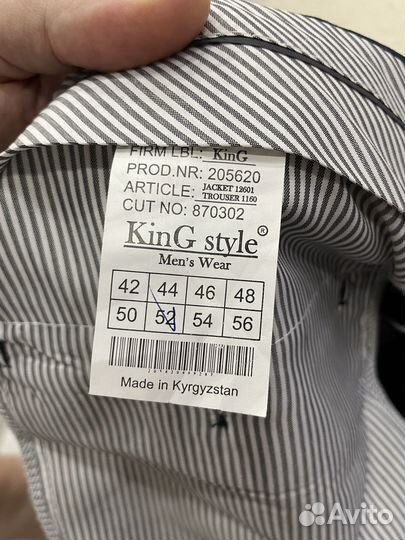 FIRM LBL: KinG
PROD.NR: 205620
ARTICLE: JACKET 12601
TROUSER 1160
CUT NO: 870302
KinG style®
Men's Wear
42 44 46 48
50 52 54 56
Made in Kyrgyzstan
Avito